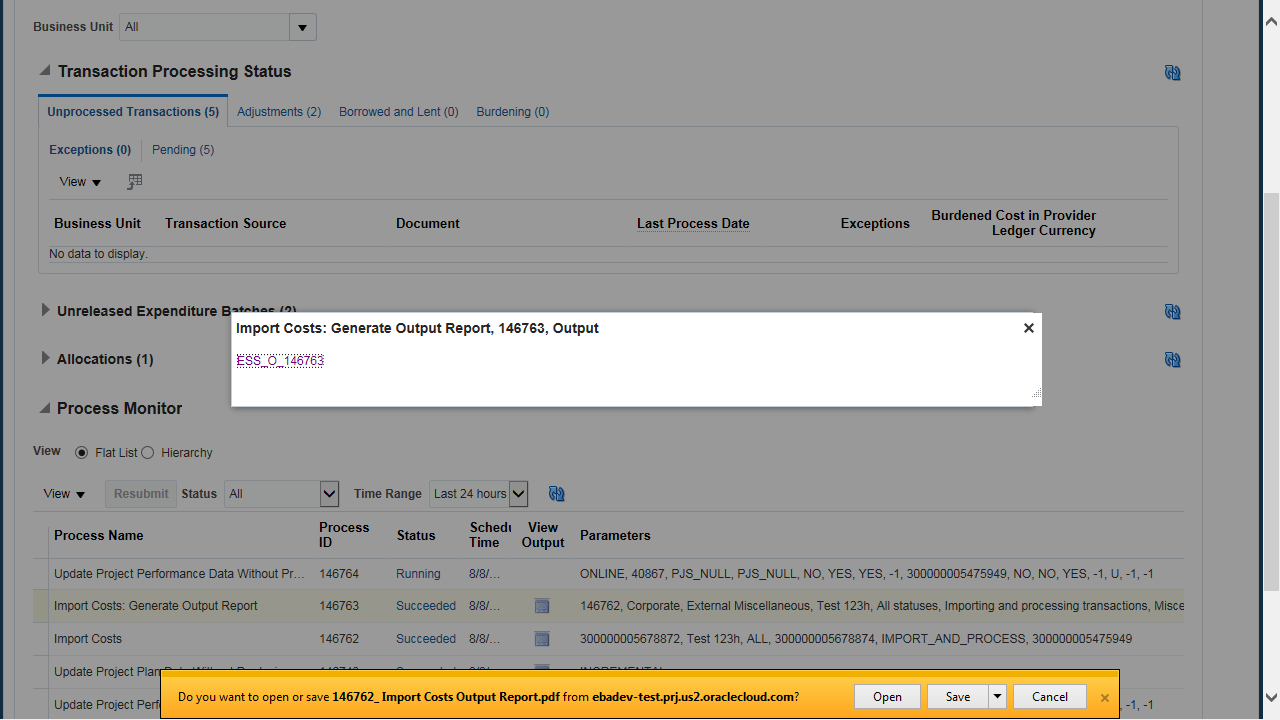 Business Unit All
Transaction Processing Status
Unprocessed Transactions (5) Adjustments (2) Borrowed and Lent (0) Burdening (0)
Exceptions (0) Pending (5)
View
Business Unit Transaction Source Document Last Process Date Exceptions Burdened Cost in Provider Ledger Currency
No data to display.
Unreleased Expenditure Batches (2)
Import Costs: Generate Output Report, 146763, Output
ESS_O_146763
Allocations (1)
Process Monitor
View Flat List Hierarchy
View Resubmit Status All Time Range Last 24 hours
Process Name Process ID Status Schedu Time View Output Parameters
Update Project Performance Data Without Pr... 146764 Running 8/8/... ONLINE, 40867, PJS_NULL, PJS_NULL, NO, YES, YES, -1, 300000005475949, NO, NO, YES, -1, U, -1, -1
Import Costs: Generate Output Report 146763 Succeeded 8/8/... 146762, Corporate, External Miscellaneous, Test 123h, All statuses, Importing and processing transactions, Misce
Import Costs 146762 Succeeded 8/8/... 300000005678872, Test 123h, ALL, 300000005678874, IMPORT_AND_PROCESS, 300000005475949
Update Project Plan
Update Project Perf -1, -1
Do you want to open or save 146762_ Import Costs Output Report.pdf from ebadev-test.prj.us2.oraclecloud.com? Open Save Cancel